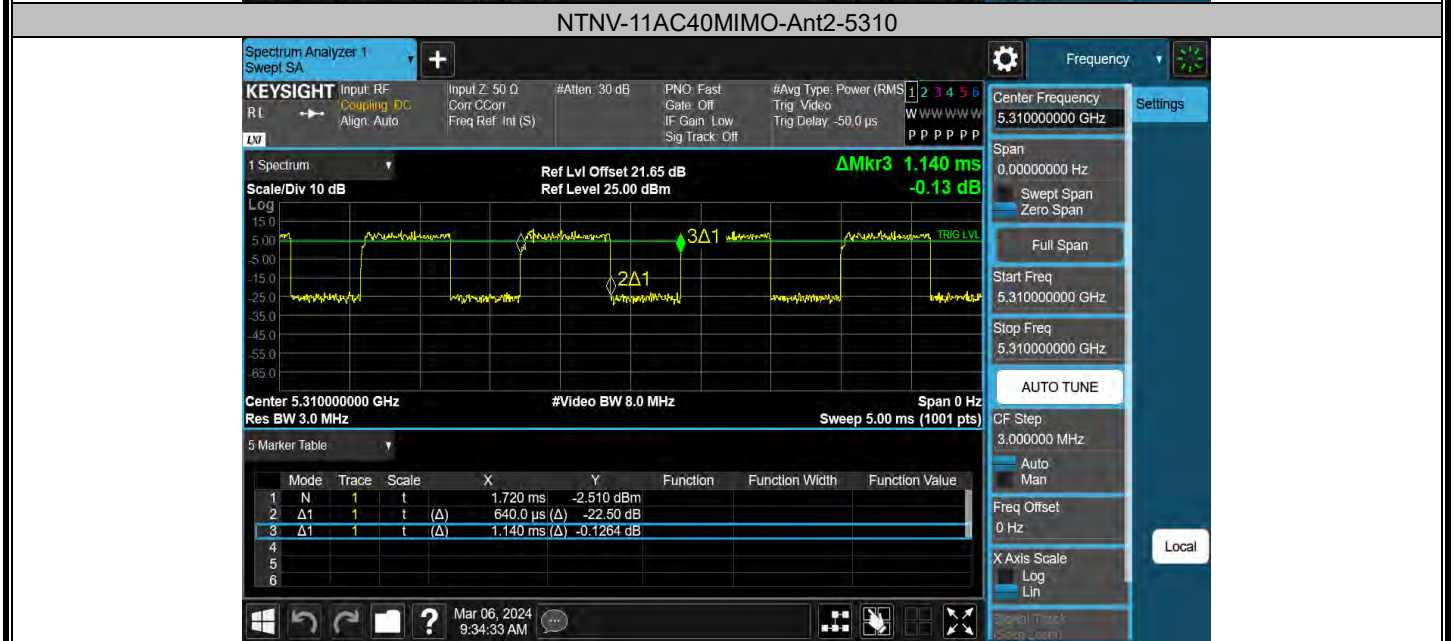 NTNV-11AC40MIMO-Ant2-5310
Spectrum Analyzer 1
Swept SA
Frequency
KEYSIGHT
RL
LXI
Input: RF
Coupling: DC
Align: Auto
Input Z: 50 Ω
Corr CCorr
Freq Ref: Int (S)
#Atten: 30 dB
PNO: Fast
Gate: Off
IF Gain: Low
Sig Track: Off
#Avg Type: Power (RMS
Trig: Video
Trig Delay: -50.0 µs
1 2 3 4 5 6
W W W W W W
P P P P P P
1 Spectrum
Scale/Div 10 dB
Log
Ref Lvl Offset 21.65 dB
Ref Level 25.00 dBm
ΔMkr3 1.140 ms
-0.13 dB
15.0
5.00
-5.00
-15.0
-25.0
-35.0
-45.0
-55.0
-65.0
TRIG LVL
3Δ1
2Δ1
1
Center 5.310000000 GHz
Res BW 3.0 MHz
#Video BW 8.0 MHz
Span 0 Hz
Sweep 5.00 ms (1001 pts)
5 Marker Table
Mode Trace Scale X Y Function Function Width Function Value
1 N 1 t 1.720 ms -2.510 dBm
2 Δ1 1 t (Δ) 640.0 µs (Δ) -22.50 dB
3 Δ1 1 t (Δ) 1.140 ms (Δ) -0.1264 dB
4
5
6
Mar 06, 2024
9:34:33 AM
Center Frequency
5.310000000 GHz
Settings
Span
0.00000000 Hz
Swept Span
Zero Span
Full Span
Start Freq
5.310000000 GHz
Stop Freq
5.310000000 GHz
AUTO TUNE
CF Step
3.000000 MHz
Auto
Man
Freq Offset
0 Hz
X Axis Scale
Log
Lin
Local
Signal Track
(Span Zoom)